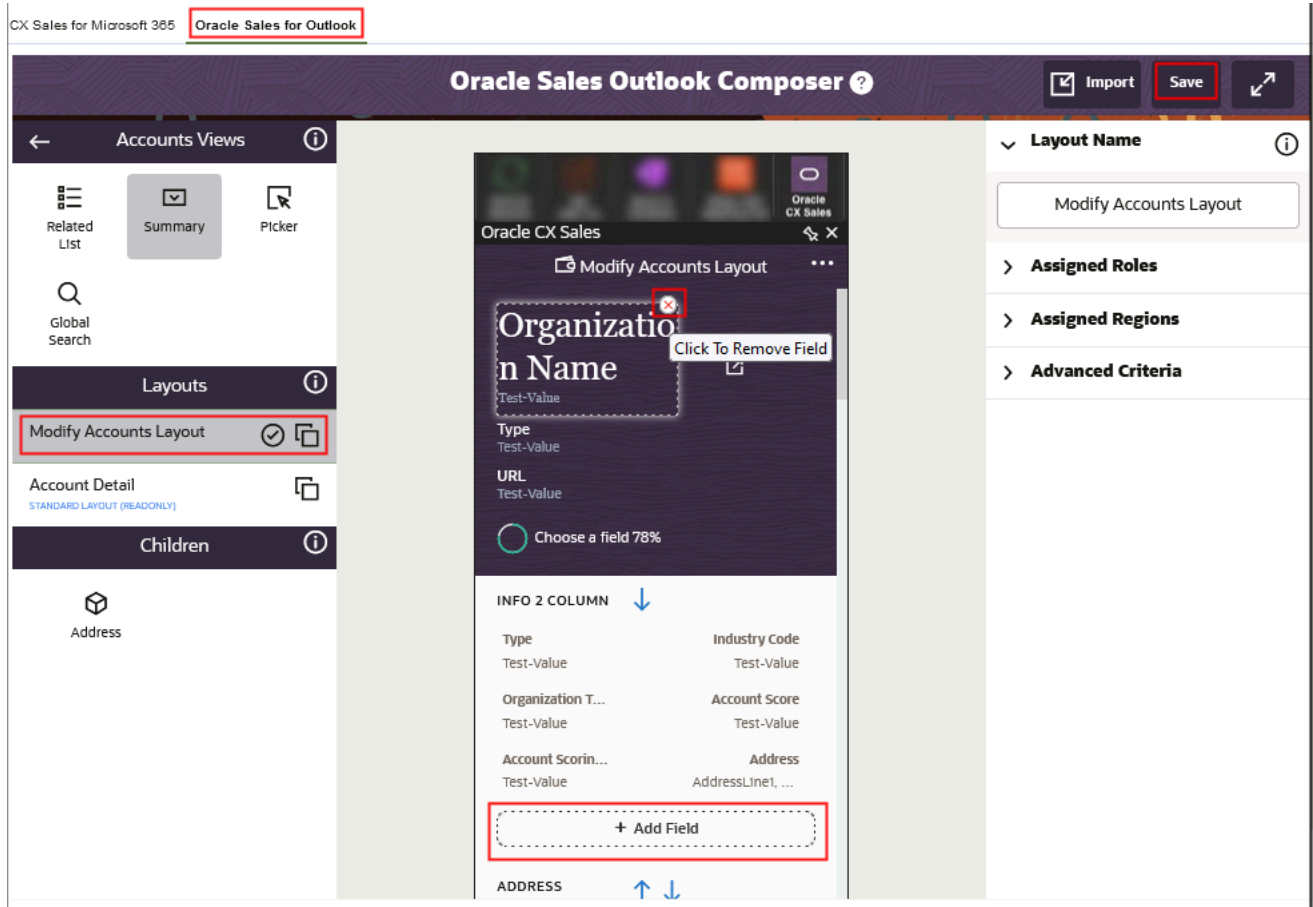 CX Sales for Microsoft 365
Oracle Sales for Outlook
Oracle Sales Outlook Composer ?
Import
Save
Accounts Views
Related
List
Summary
Picker
Global
Search
Layouts
Modify Accounts Layout
Account Detail
STANDARD LAYOUT (READONLY)
Children
Address
Oracle
CX Sales
Oracle CX Sales
Modify Accounts Layout
Organizatio
n Name
Click To Remove Field
Test-Value
Type
Test-Value
URL
Test-Value
Choose a field 78%
INFO 2 COLUMN
Type Industry Code
Test-Value Test-Value
Organization T... Account Score
Test-Value Test-Value
Account Scorin... Address
Test-Value AddressLine1, ...
+ Add Field
ADDRESS
Layout Name
Modify Accounts Layout
Assigned Roles
Assigned Regions
Advanced Criteria